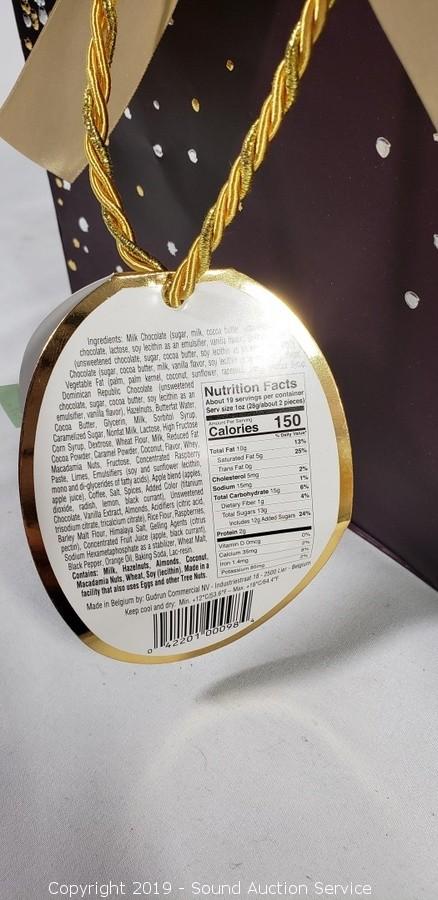 Ingredients: Milk Chocolate (sugar, milk, cocoa butter,
chocolate, lactose, soy lecithin as an emulsifier, vanilla
(unsweetened chocolate, sugar, cocoa butter, soy lecithin as an
Chocolate (sugar, cocoa butter, milk, vanilla flavor, soy
Vegetable Fat (palm, palm kernel, coconut, sunflower,
Dominican Republic Chocolate (unsweetened
chocolate, sugar, cocoa butter, soy lecithin as an
emulsifier, vanilla flavor), Hazelnuts, Butterfat Water,
Cocoa Butter, Glycerin, Milk, Sorbitol Syrup,
Caramelized Sugar, Nonfat Milk, Lactose, High Fructose
Corn Syrup, Dextrose, Wheat Flour, Milk, Reduced Fat
Cocoa Powder, Caramel Powder, Coconut, Flavor, Whey,
Macadamia Nuts, Fructose, Concentrated Raspberry
Paste, Limes, Emulsifiers (soy and sunflower lecithin,
mono and di-glycerides of fatty acids), Apple blend (apples,
apple juice), Coffee, Salt, Spices, Added Color (titanium
dioxide, radish, lemon, black currant), Unsweetened
Chocolate, Vanilla Extract, Almonds, Acidifiers (citric acid,
trisodium citrate, tricalcium citrate), Rice Flour, Raspberries,
Barley Malt Flour, Himalaya Salt, Gelling Agents (citrus
pectin), Concentrated Fruit Juice (apple, black currant),
Sodium Hexametaphosphate as a stabilizer, Wheat Malt,
Black Pepper, Orange Oil, Baking Soda, Lac-resin.
Contains: Milk, Hazelnuts, Almonds, Coconut,
Macadamia Nuts, Wheat, Soy (lecithin). Made in a
facility that also uses Eggs and other Tree Nuts.
Made in Belgium by: Gudrun Commercial NV - Industriestraat 18 - 2500 Lier - Belgium
Keep cool and dry: Min. +12°C/53.6°F – Max. +18°C/64.4°F
Nutrition Facts
About 19 servings per container
Serv size 1oz (28g/about 2 pieces)
Amount Per Serving
Calories 150
% Daily Value*
Total Fat 10g 13%
Saturated Fat 5g 25%
Trans Fat 0g
Cholesterol 5mg 2%
Sodium 15mg 1%
Total Carbohydrate 15g 6%
Dietary Fiber 1g 4%
Total Sugars 13g
Includes 12g Added Sugars 24%
Protein 2g
Vitamin D 0mcg 0%
Calcium 35mg
Iron 1.4mg 8%
Potassium 80mg
0 42201 00098 4
Copyright 2019 - Sound Auction Service